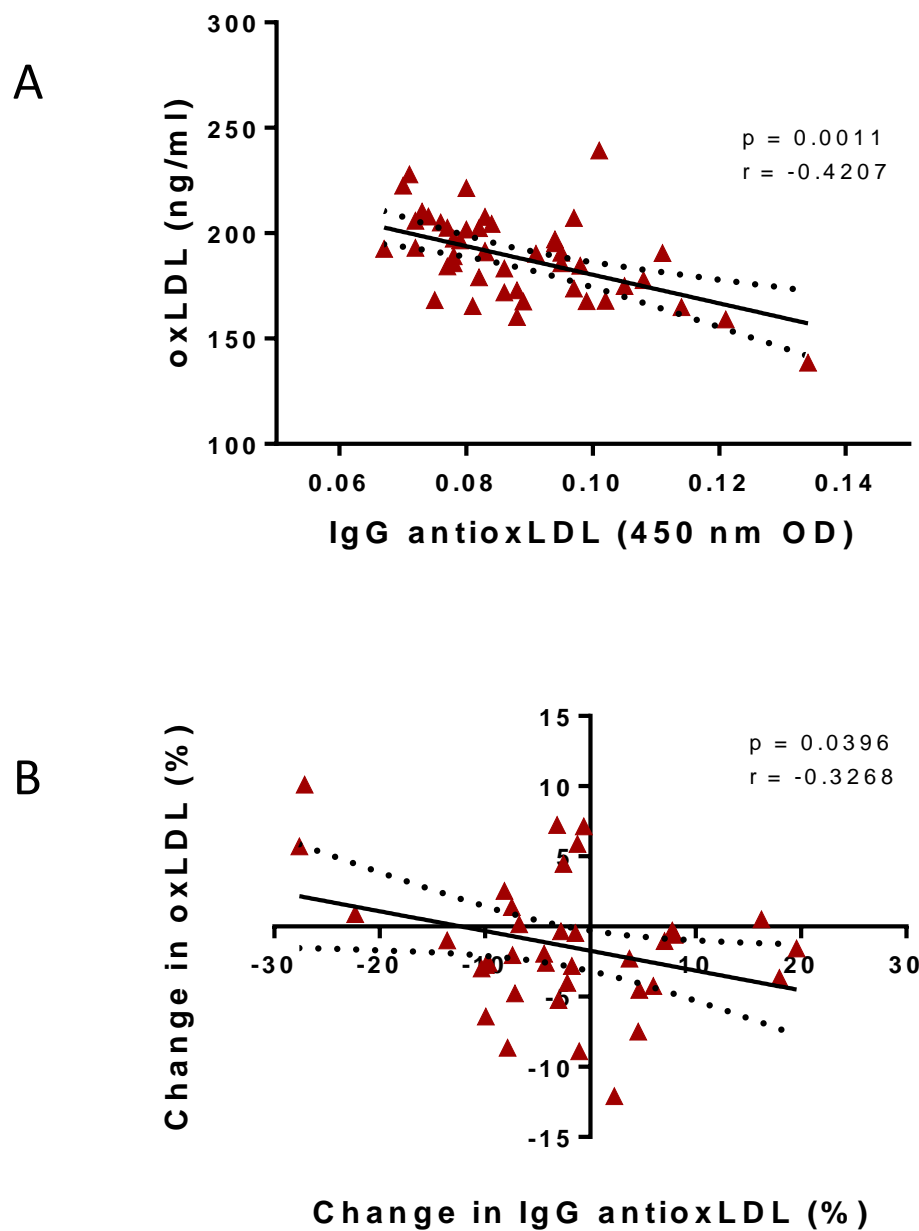 A
oxLDL (ng/ml)
300
250
200
150
100
p = 0.0011
r = -0.4207
0.06 0.08 0.10 0.12 0.14
IgG antioxLDL (450 nm OD)
B
Change in oxLDL (%)
15
10
5
-5
-10
-15
p = 0.0396
r = -0.3268
-30 -20 -10 10 20 30
Change in IgG antioxLDL (%)